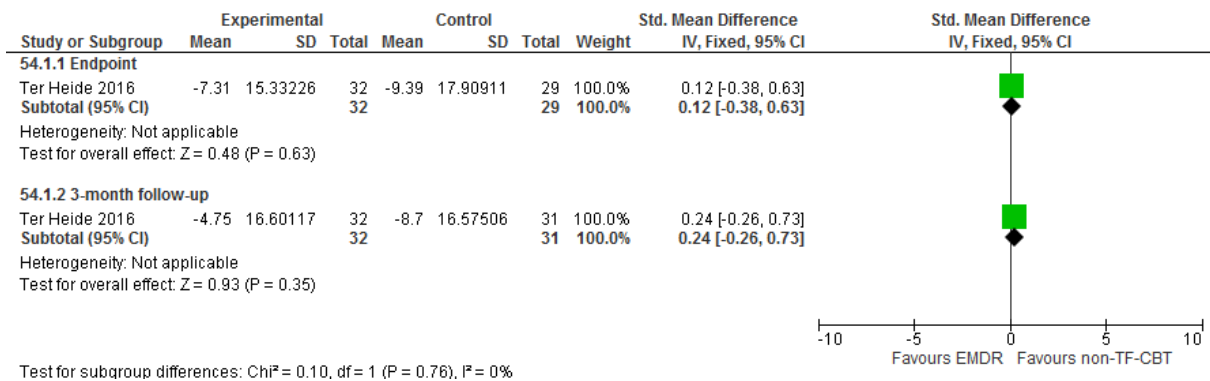 Experimental Control Std. Mean Difference Std. Mean Difference
Study or Subgroup Mean SD Total Mean SD Total Weight IV, Fixed, 95% CI IV, Fixed, 95% CI
54.1.1 Endpoint
Ter Heide 2016 -7.31 15.33226 32 -9.39 17.90911 29 100.0% 0.12 [-0.38, 0.63]
Subtotal (95% CI) 32 29 100.0% 0.12 [-0.38, 0.63]
Heterogeneity: Not applicable
Test for overall effect: Z = 0.48 (P = 0.63)
54.1.2 3-month follow-up
Ter Heide 2016 -4.75 16.60117 32 -8.7 16.57506 31 100.0% 0.24 [-0.26, 0.73]
Subtotal (95% CI) 32 31 100.0% 0.24 [-0.26, 0.73]
Heterogeneity: Not applicable
Test for overall effect: Z = 0.93 (P = 0.35)
-10 -5 0 5 10
Favours EMDR Favours non-TF-CBT
Test for subgroup differences: Chi² = 0.10, df = 1 (P = 0.76), I² = 0%